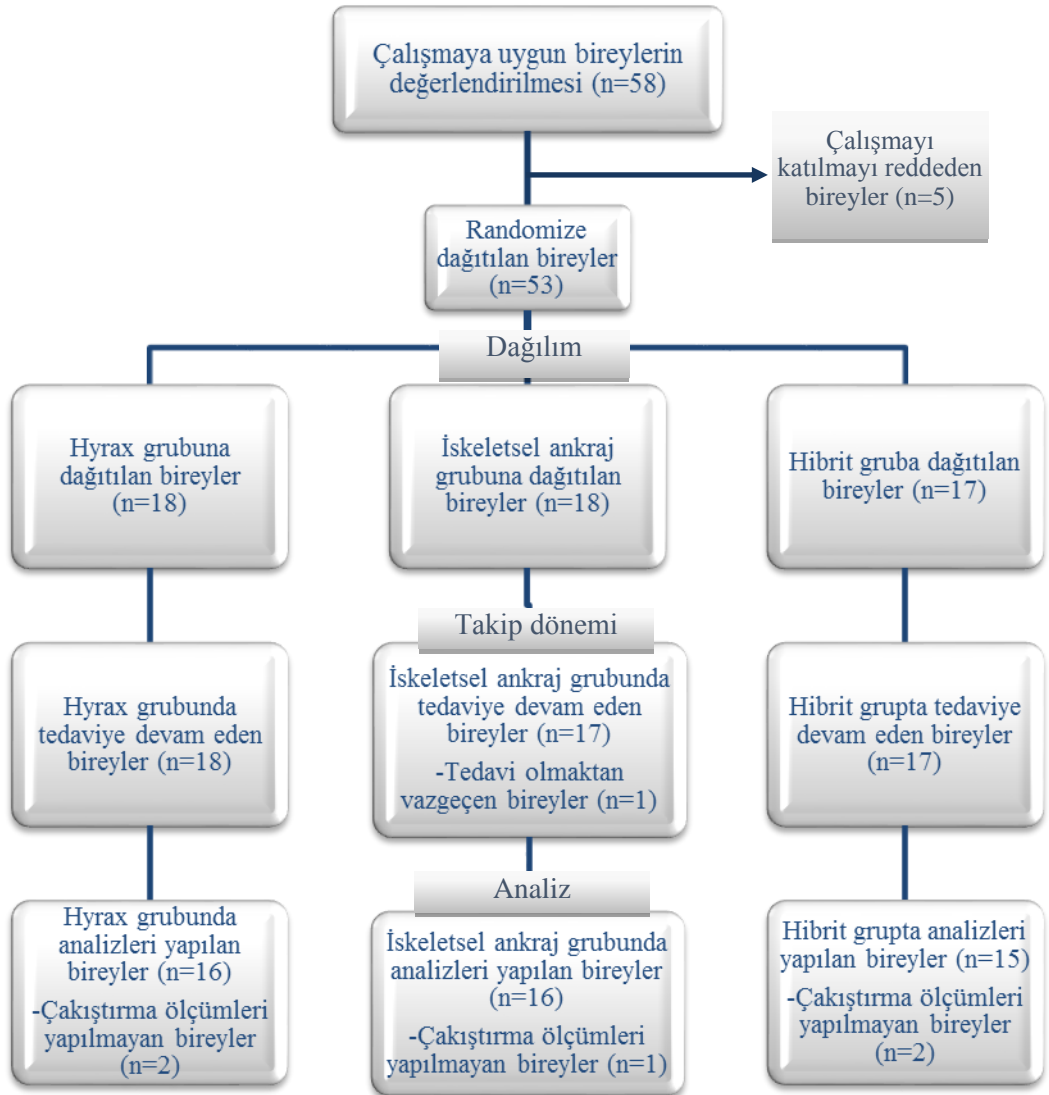 Çalışmaya uygun bireylerin
değerlendirilmesi (n=58)
Çalışmayı
katılmayı reddeden
bireyler (n=5)
Randomize
dağıtılan bireyler
(n=53)
Dağılım
Hyrax grubuna
dağıtılan bireyler
(n=18)
İskeletsel ankraj
grubuna dağıtılan
bireyler (n=18)
Hibrit gruba dağıtılan
bireyler (n=17)
Takip dönemi
Hyrax grubunda
tedaviye devam eden
bireyler (n=18)
İskeletsel ankraj grubunda
tedaviye devam eden
bireyler (n=17)
-Tedavi olmaktan
vazgeçen bireyler (n=1)
Hibrit grupta tedaviye
devam eden bireyler
(n=17)
Analiz
Hyrax grubunda
analizleri yapılan
bireyler (n=16)
-Çakıştırma ölçümleri
yapılmayan bireyler
(n=2)
İskeletsel ankraj grubunda
analizleri yapılan bireyler
(n=16)
-Çakıştırma ölçümleri
yapılmayan bireyler (n=1)
Hibrit grupta analizleri
yapılan bireyler (n=15)
-Çakıştırma ölçümleri
yapılmayan bireyler
(n=2)